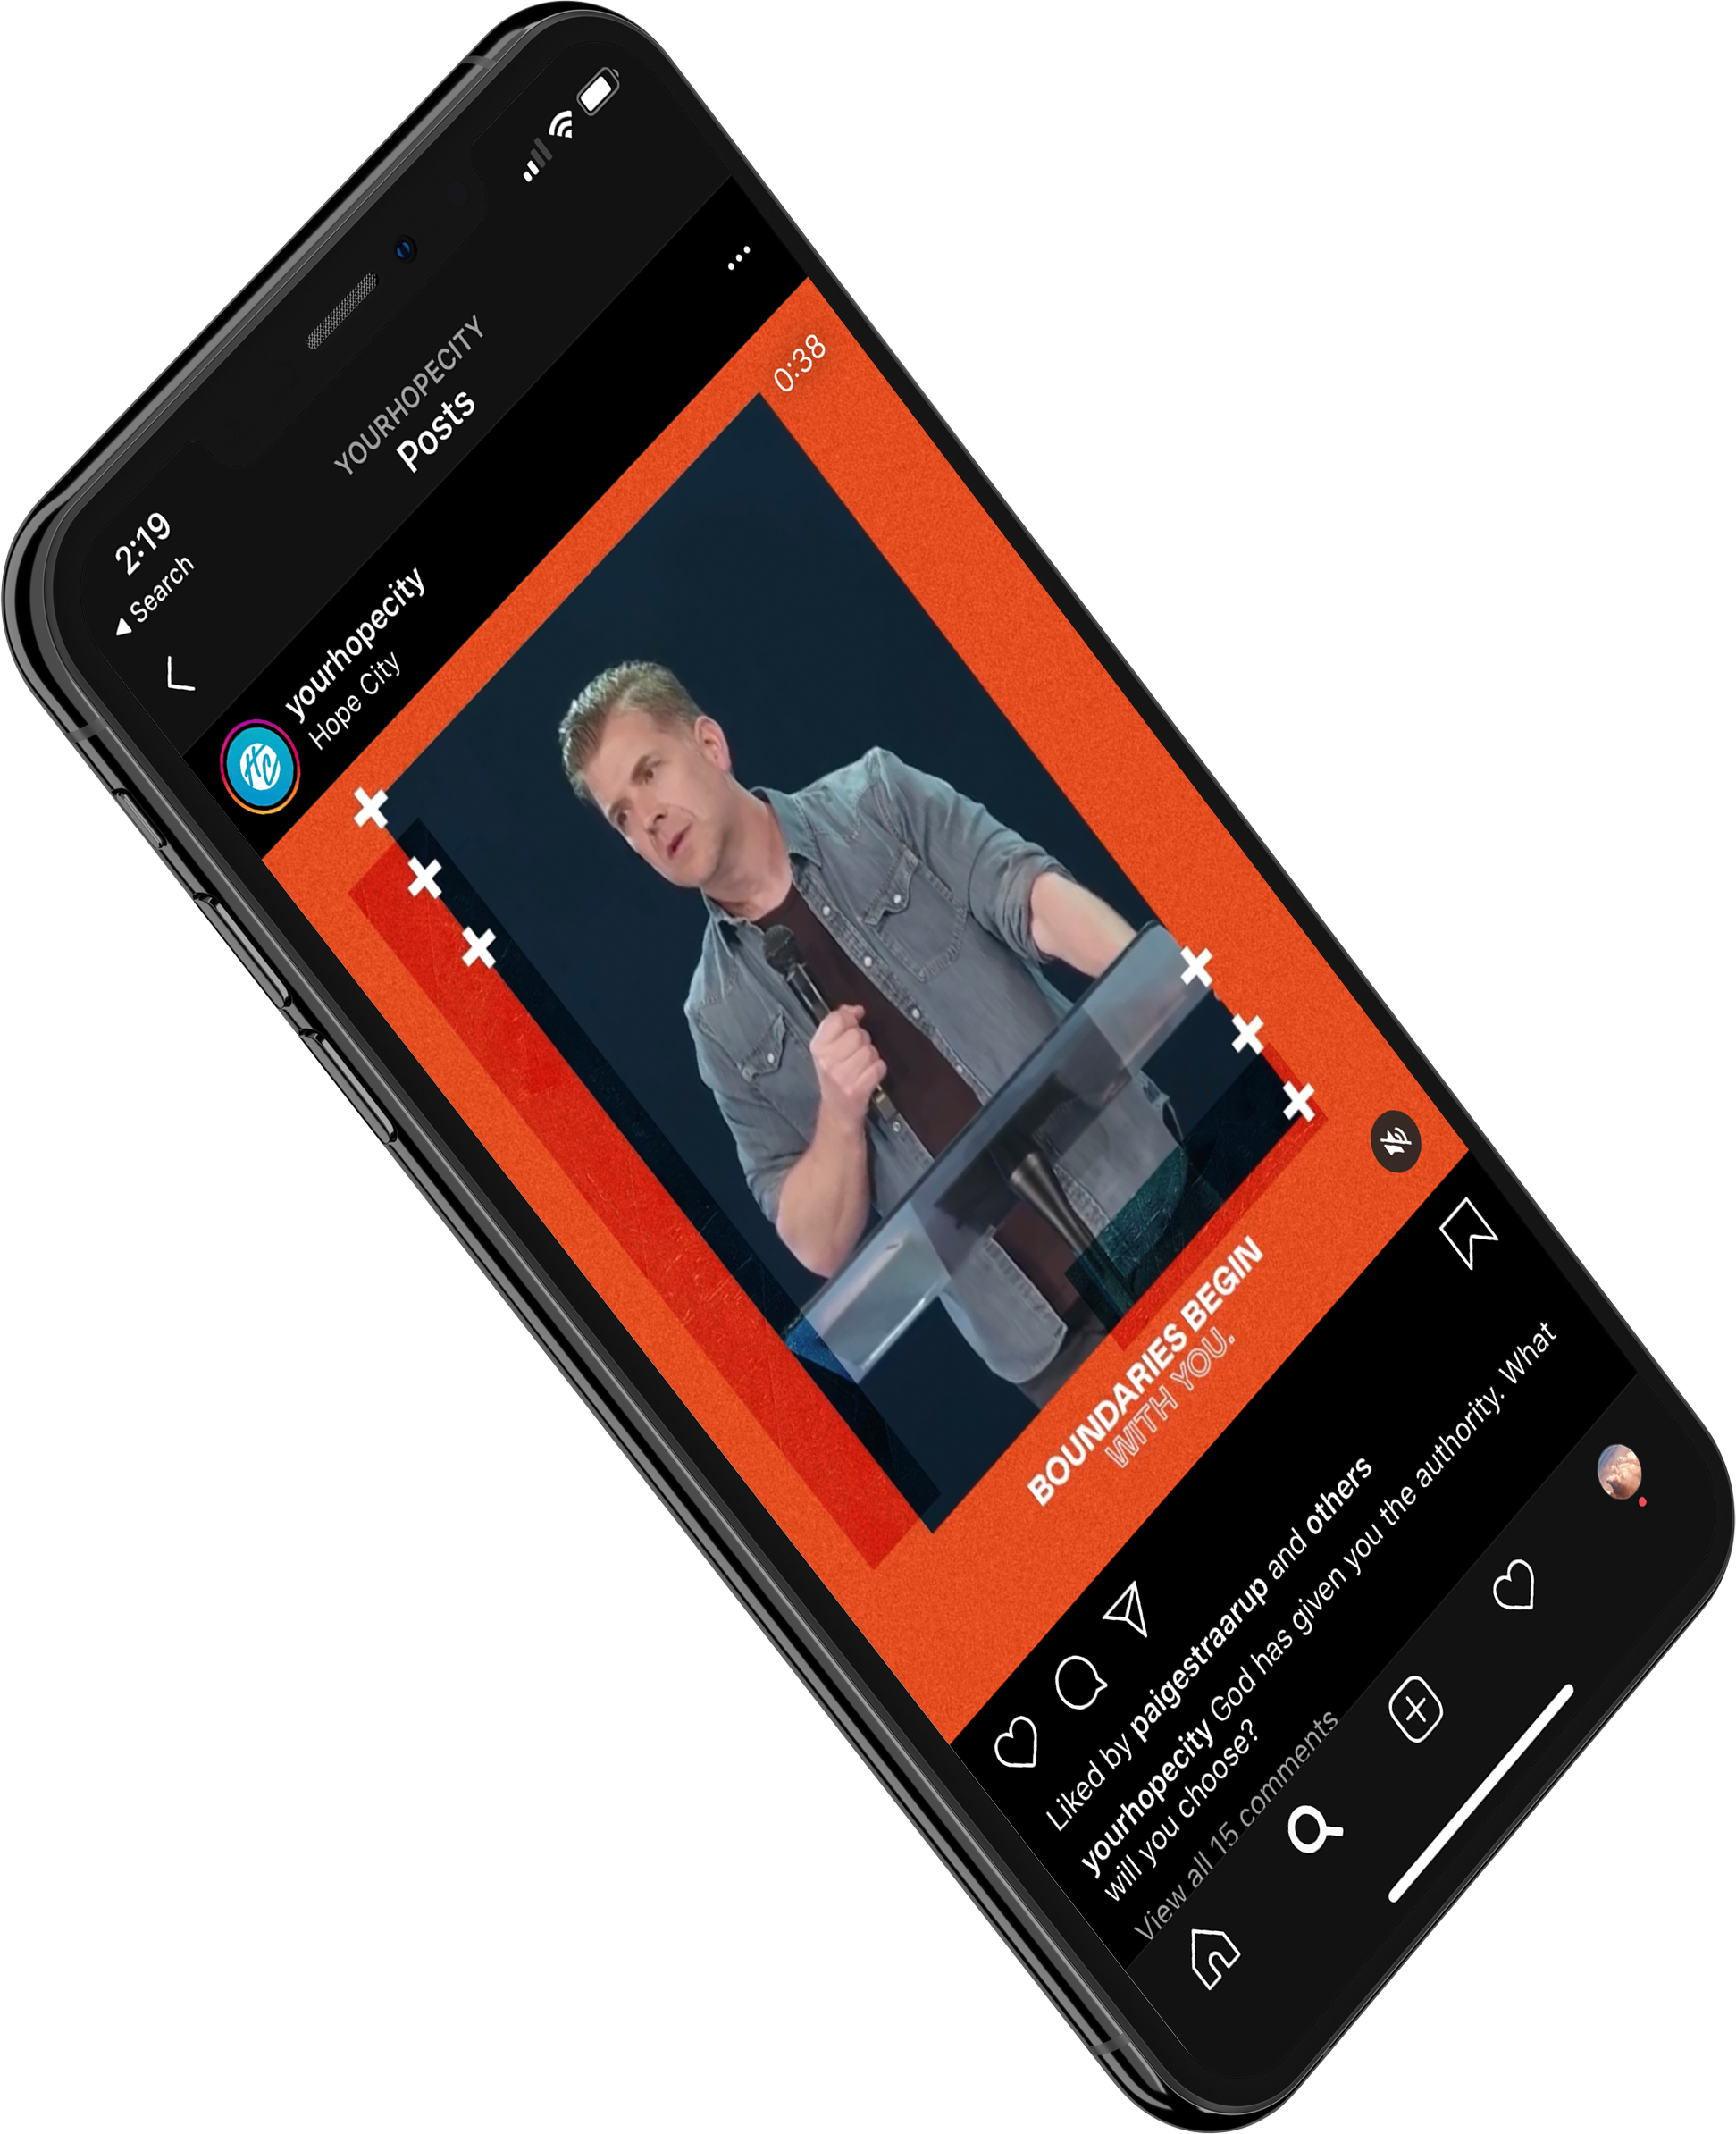 2:19
Search
YOURHOPECITY
Posts
HC
yourhopecity
Hope City
0:38
BOUNDARIES BEGIN
WITH YOU.
Liked by paigestraarup and others
yourhopecity God has given you the authority. What
will you choose?
View all 15 comments